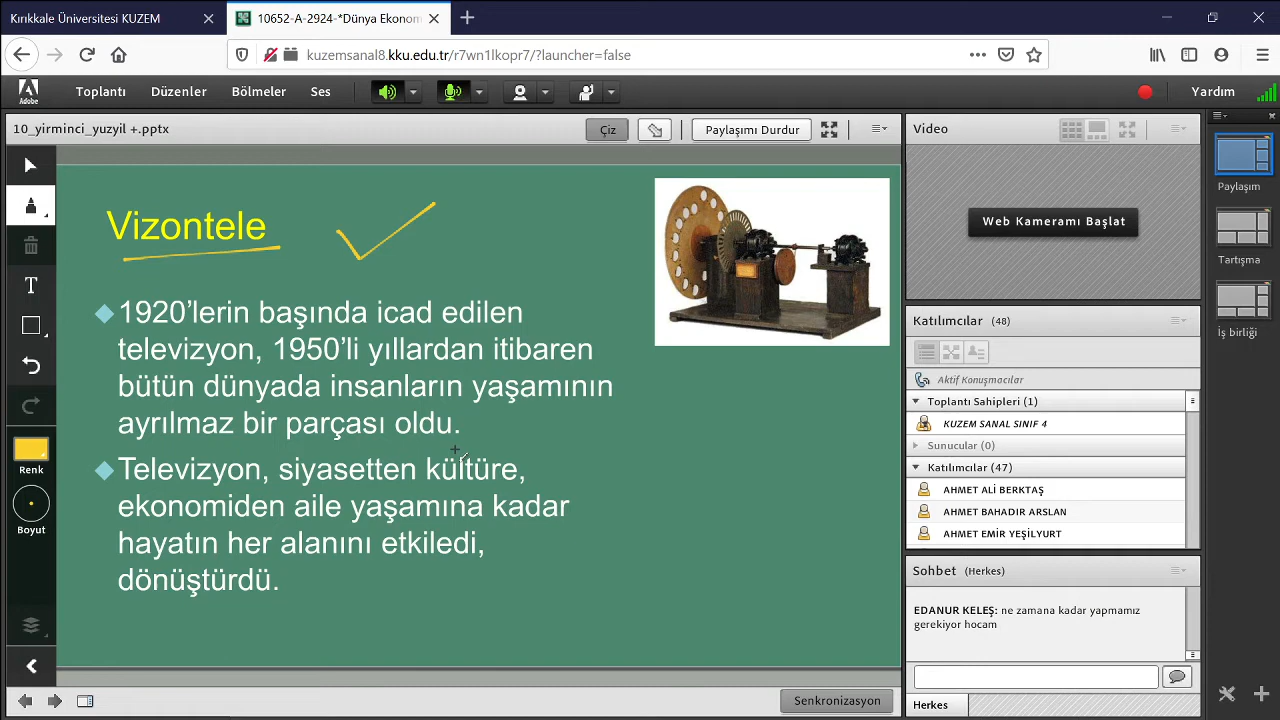 Kırıkkale Üniversitesi KUZEM
10652-A-2924-*Dünya Ekonom
kuzemsanal8.kku.edu.tr/r7wn1lkopr7/?launcher=false
Adobe
Toplantı
Düzenler
Bölmeler
Ses
Yardım
10_yirminci_yuzyil +.pptx
Çiz
Paylaşımı Durdur
Vizontele
1920’lerin başında icad edilen
televizyon, 1950’li yıllardan itibaren
bütün dünyada insanların yaşamının
ayrılmaz bir parçası oldu.
Televizyon, siyasetten kültüre,
ekonomiden aile yaşamına kadar
hayatın her alanını etkiledi,
dönüştürdü.
T
Renk
Boyut
Senkronizasyon
Video
Web Kameramı Başlat
Katılımcılar (48)
Aktif Konuşmacılar
Toplantı Sahipleri (1)
KUZEM SANAL SINIF 4
Sunucular (0)
Katılımcılar (47)
AHMET ALİ BERKTAŞ
AHMET BAHADIR ARSLAN
AHMET EMİR YEŞİLYURT
Sohbet (Herkes)
EDANUR KELEŞ: ne zamana kadar yapmamız
gerekiyor hocam
Herkes
Paylaşım
Tartışma
İş birliği